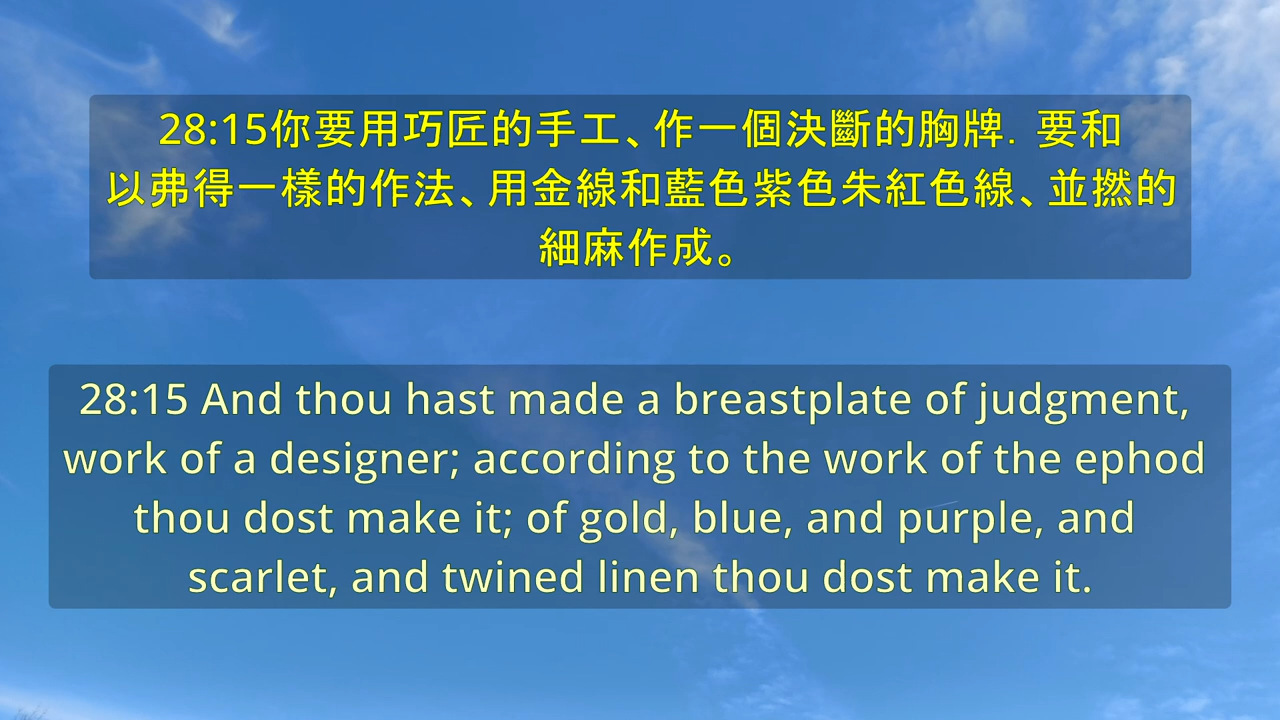 28:15你要用巧匠的手工、作一個決斷的胸牌．要和
以弗得一樣的作法、用金線和藍色紫色朱紅色線、並撚的
細麻作成。
28:15 And thou hast made a breastplate of judgment,
work of a designer; according to the work of the ephod
thou dost make it; of gold, blue, and purple, and
scarlet, and twined linen thou dost make it.